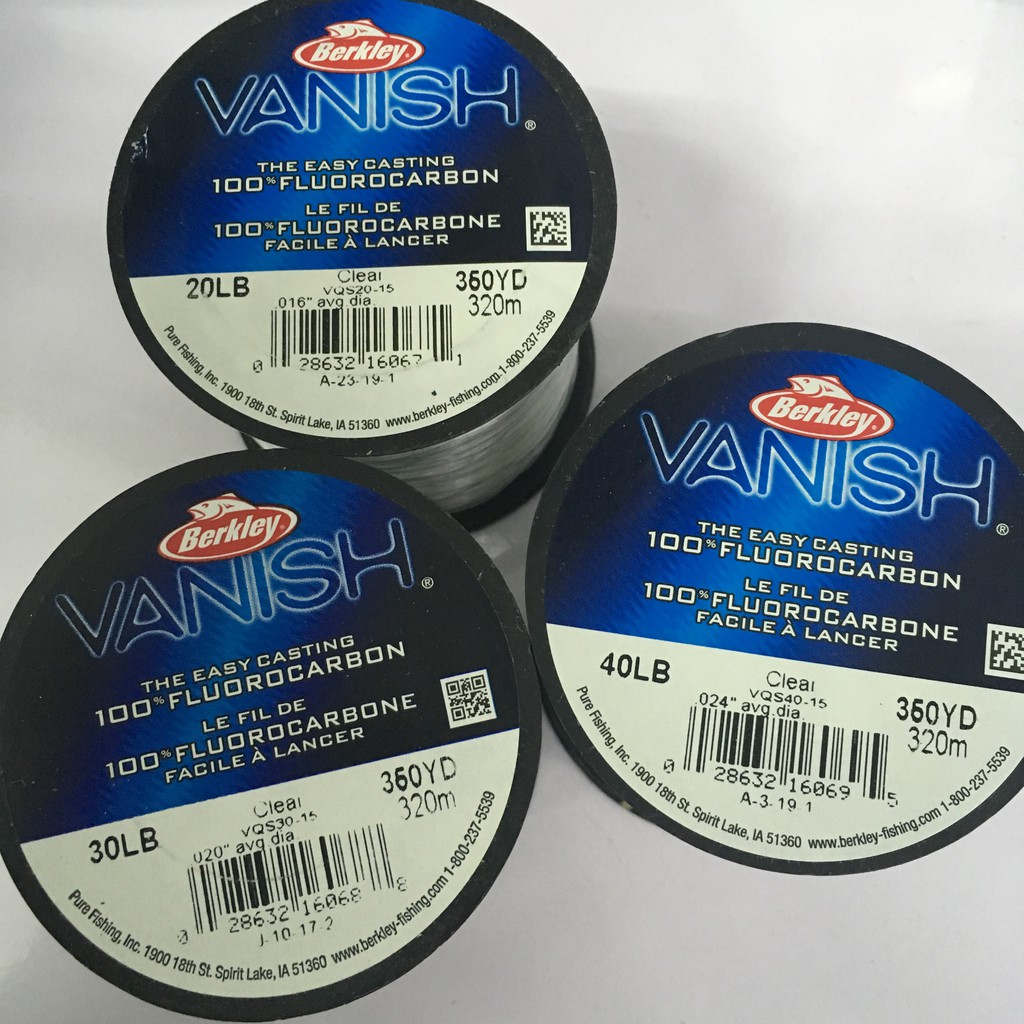 Berkley
VANISH®
THE EASY CASTING
100% FLUOROCARBON
LE FIL DE
100% FLUOROCARBONE
FACILE À LANCER
20LB
Clear
350YD
VQS20-15
320m
.016" avg.dia.
0 28632 16067 1
A-23-19-1
Pure Fishing, Inc. 1900 18th St. Spirit Lake, IA 51360 www.berkley-fishing.com 1-800-237-5539
Berkley
VANISH®
THE EASY CASTING
100% FLUOROCARBON
LE FIL DE
100% FLUOROCARBONE
FACILE À LANCER
30LB
Clear
350YD
VQS30-15
320m
.020" avg.dia.
0 28632 16068 8
J-10-17-2
Pure Fishing, Inc. 1900 18th St. Spirit Lake, IA 51360 www.berkley-fishing.com 1-800-237-5539
Berkley
VANISH®
THE EASY CASTING
100% FLUOROCARBON
LE FIL DE
100% FLUOROCARBONE
FACILE À LANCER
40LB
Clear
350YD
VQS40-15
320m
.024" avg.dia.
0 28632 16069 5
A-3-19-1
Pure Fishing, Inc. 1900 18th St. Spirit Lake, IA 51360 www.berkley-fishing.com 1-800-237-5539